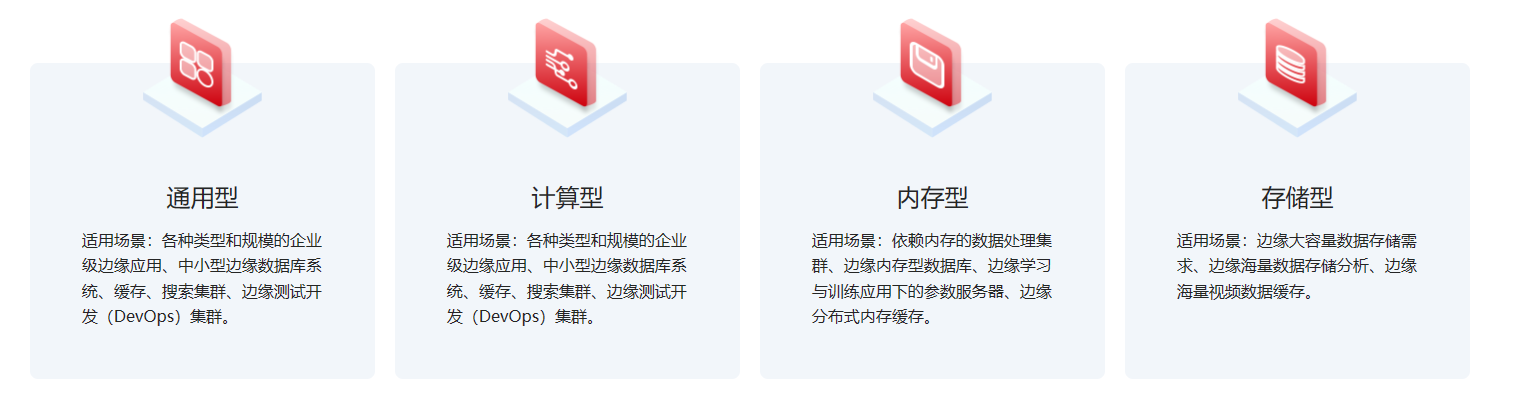 通用型
适用场景：各种类型和规模的企业
级边缘应用、中小型边缘数据库系
统、缓存、搜索集群、边缘测试开
发（DevOps）集群。
计算型
适用场景：各种类型和规模的企业
级边缘应用、中小型边缘数据库系
统、缓存、搜索集群、边缘测试开
发（DevOps）集群。
内存型
适用场景：依赖内存的数据处理集
群、边缘内存型数据库、边缘学习
与训练应用下的参数服务器、边缘
分布式内存缓存。
存储型
适用场景：边缘大容量数据存储需
求、边缘海量数据存储分析、边缘
海量视频数据缓存。